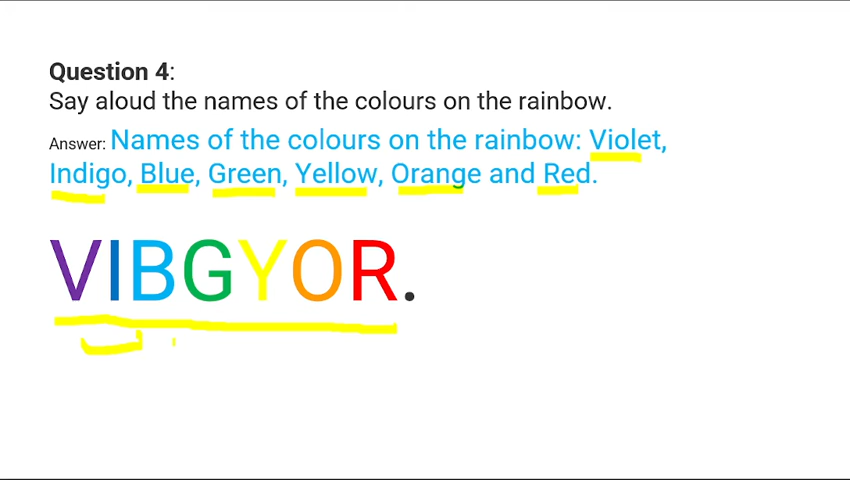 Question 4:
Say aloud the names of the colours on the rainbow.
Answer: Names of the colours on the rainbow: Violet,
Indigo, Blue, Green, Yellow, Orange and Red.
VIBGYOR.